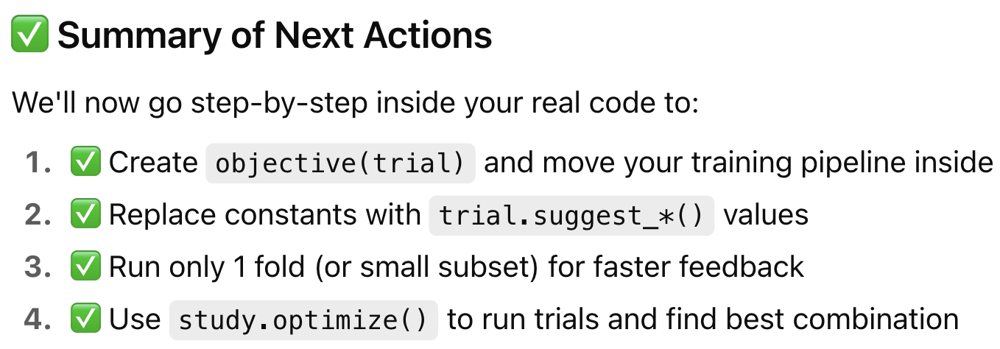 ✅ Summary of Next Actions
We'll now go step-by-step inside your real code to:
1. ✅ Create objective(trial) and move your training pipeline inside
2. ✅ Replace constants with trial.suggest_*() values
3. ✅ Run only 1 fold (or small subset) for faster feedback
4. ✅ Use study.optimize() to run trials and find best combination